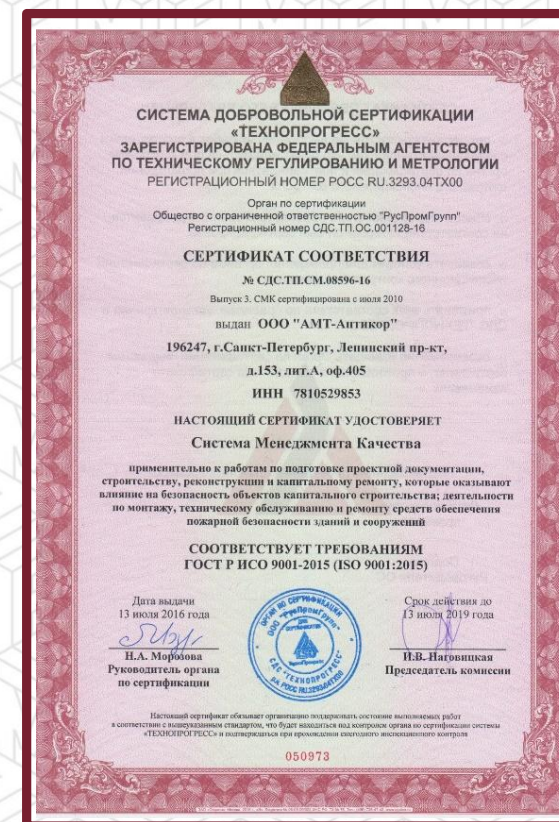 СИСТЕМА ДОБРОВОЛЬНОЙ СЕРТИФИКАЦИИ
«ТЕХНОПРОГРЕСС»
ЗАРЕГИСТРИРОВАНА ФЕДЕРАЛЬНЫМ АГЕНТСТВОМ
ПО ТЕХНИЧЕСКОМУ РЕГУЛИРОВАНИЮ И МЕТРОЛОГИИ
РЕГИСТРАЦИОННЫЙ НОМЕР РОСС RU.3293.04ТХ00
Орган по сертификации
Общество с ограниченной ответственностью "РусПромГрупп"
Регистрационный номер СДС.ТП.ОС.001128-16
СЕРТИФИКАТ СООТВЕТСТВИЯ
№ СДС.ТП.СМ.08596-16
Выпуск 3. СМК сертифицирована с июля 2010
выдан ООО "АМТ-Антикор"
196247, г.Санкт-Петербург, Ленинский пр-кт,
д.153, лит.А, оф.405
ИНН 7810529853
НАСТОЯЩИЙ СЕРТИФИКАТ УДОСТОВЕРЯЕТ
Система Менеджмента Качества
применительно к работам по подготовке проектной документации,
строительству, реконструкции и капитальному ремонту, которые оказывают
влияние на безопасность объектов капитального строительства; деятельности
по монтажу, техническому обслуживанию и ремонту средств обеспечения
пожарной безопасности зданий и сооружений
СООТВЕТСТВУЕТ ТРЕБОВАНИЯМ
ГОСТ Р ИСО 9001-2015 (ISO 9001:2015)
Дата выдачи
13 июля 2016 года
Н.А. Морозова
Руководитель органа
по сертификации
Срок действия до
13 июля 2019 года
И.В. Наговицкая
Председатель комиссии
Настоящий сертификат обязывает организацию поддерживать состояние выполняемых работ
в соответствии с вышеуказанным стандартом, что будет находиться под контролем органа по сертификации системы
«ТЕХНОПРОГРЕСС» и подтверждаться при прохождении ежегодного инспекционного контроля
050973